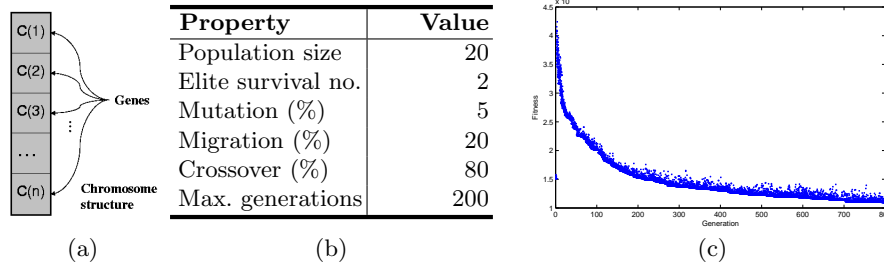 C(1)
C(2)
C(3)
...
C(n)
Genes
...
Chromosome
structure
(a)
Property Value
Population size 20
Elite survival no. 2
Mutation (%) 5
Migration (%) 20
Crossover (%) 80
Max. generations 200
(b)
4.5
4
3.5
3
2.5
2
1.5
1
Fitness
0 100 200 300 400 500 600 700 800
Generation
(c)